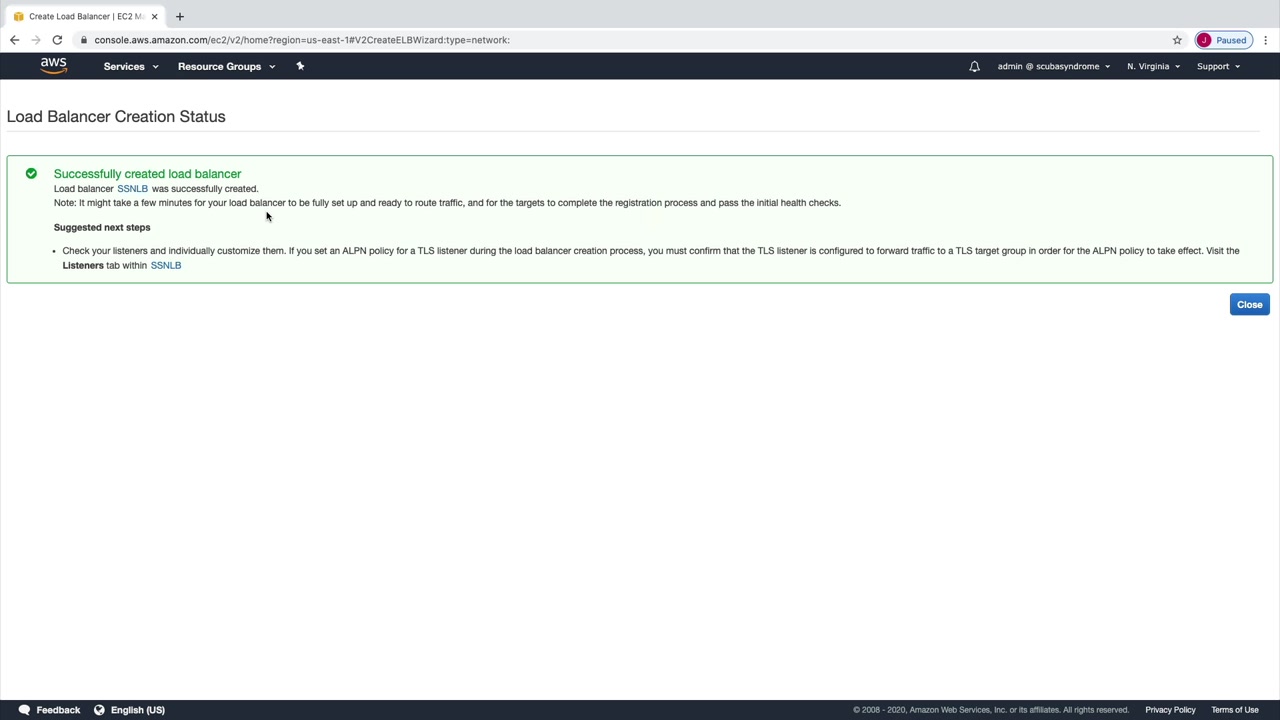 Create Load Balancer | EC2 Ma
console.aws.amazon.com/ec2/v2/home?region=us-east-1#V2CreateELBWizard:type=network:
J Paused
aws Services Resource Groups admin @ scubasyndrome N. Virginia Support
Load Balancer Creation Status
Successfully created load balancer
Load balancer SSNLB was successfully created.
Note: It might take a few minutes for your load balancer to be fully set up and ready to route traffic, and for the targets to complete the registration process and pass the initial health checks.
Suggested next steps
• Check your listeners and individually customize them. If you set an ALPN policy for a TLS listener during the load balancer creation process, you must confirm that the TLS listener is configured to forward traffic to a TLS target group in order for the ALPN policy to take effect. Visit the
Listeners tab within SSNLB
Close
Feedback English (US) © 2008 - 2020, Amazon Web Services, Inc. or its affiliates. All rights reserved. Privacy Policy Terms of Use